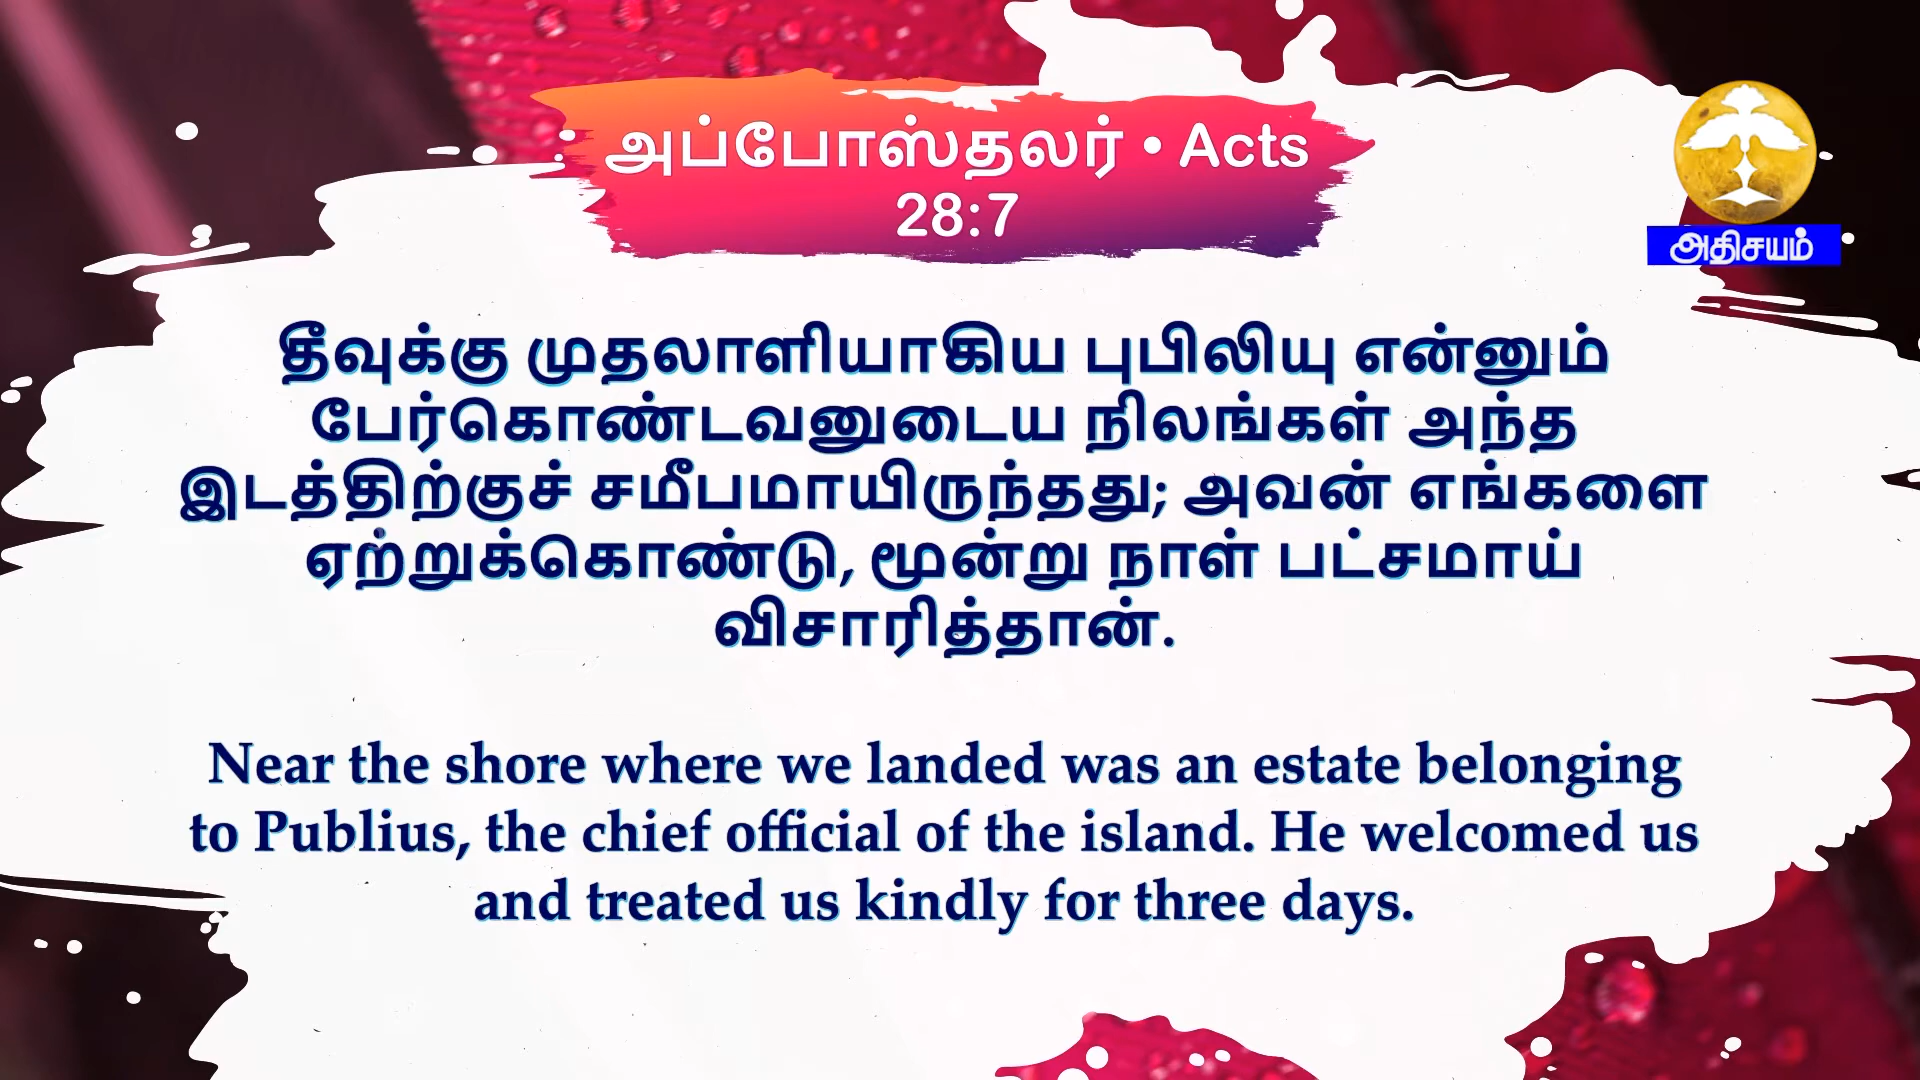 அப்போஸ்தலர் • Acts
28:7
அதிசயம்
தீவுக்கு முதலாளியாகிய புபிலியு என்னும்
பேர்கொண்டவனுடைய நிலங்கள் அந்த
இடத்திற்குச் சமீபமாயிருந்தது; அவன் எங்களை
ஏற்றுக்கொண்டு, மூன்று நாள் பட்சமாய்
விசாரித்தான்.
Near the shore where we landed was an estate belonging
to Publius, the chief official of the island. He welcomed us
and treated us kindly for three days.